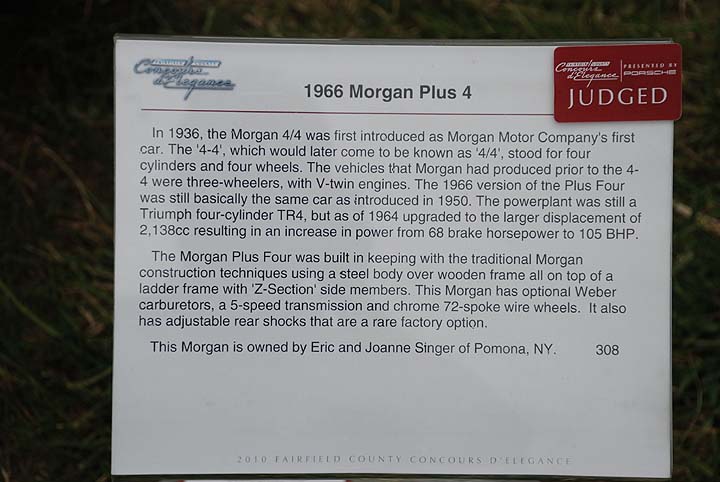 FAIRFIELD COUNTY
Concours
d'Elegance
1966 Morgan Plus 4
FAIRFIELD COUNTY
Concours
d'Elegance
PRESENTED BY
PORSCHE
JUDGED
In 1936, the Morgan 4/4 was first introduced as Morgan Motor Company's first
car. The '4-4', which would later come to be known as '4/4', stood for four
cylinders and four wheels. The vehicles that Morgan had produced prior to the 4-
4 were three-wheelers, with V-twin engines. The 1966 version of the Plus Four
was still basically the same car as introduced in 1950. The powerplant was still a
Triumph four-cylinder TR4, but as of 1964 upgraded to the larger displacement of
2,138cc resulting in an increase in power from 68 brake horsepower to 105 BHP.
The Morgan Plus Four was built in keeping with the traditional Morgan
construction techniques using a steel body over wooden frame all on top of a
ladder frame with 'Z-Section' side members. This Morgan has optional Weber
carburetors, a 5-speed transmission and chrome 72-spoke wire wheels. It also
has adjustable rear shocks that are a rare factory option.
This Morgan is owned by Eric and Joanne Singer of Pomona, NY. 308
2010 FAIRFIELD COUNTY CONCOURS D'ELEGANCE